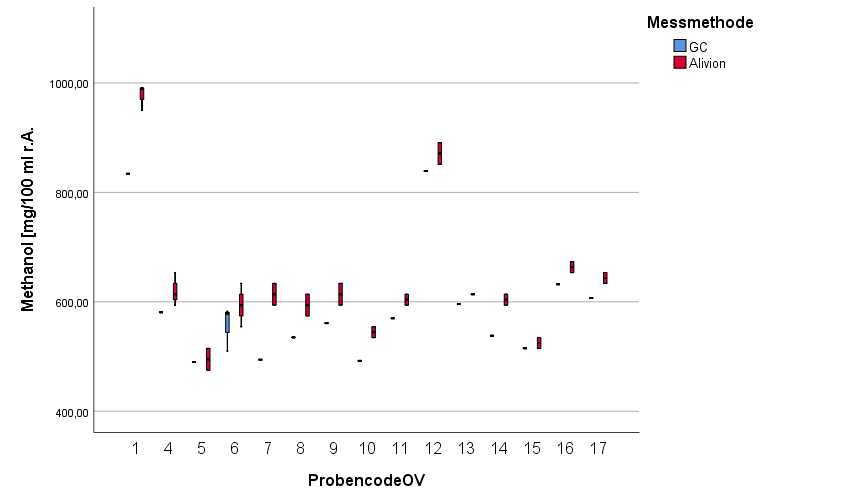 Messmethode
GC
Alivion
Methanol [mg/100 ml r.A.
1000,00
800,00
600,00
400,00
1 4 5 6 7 8 9 10 11 12 13 14 15 16 17
ProbencodeOV